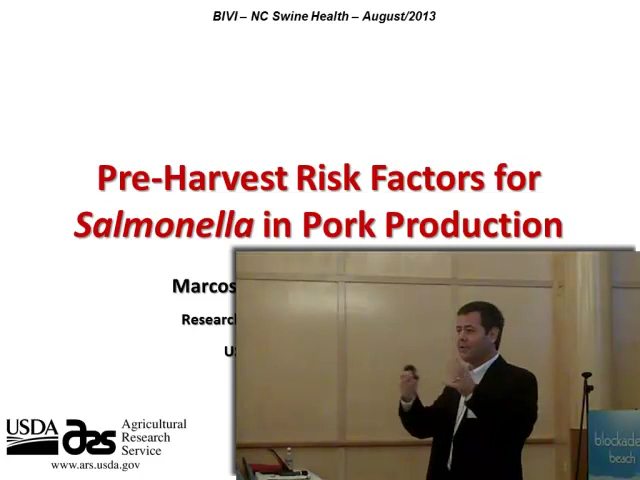 BIVI – NC Swine Health – August/2013
Pre-Harvest Risk Factors for
Salmonella in Pork Production
Marcos
Research
USDA
Agricultural
Research
Service
www.ars.usda.gov
blockade
beach